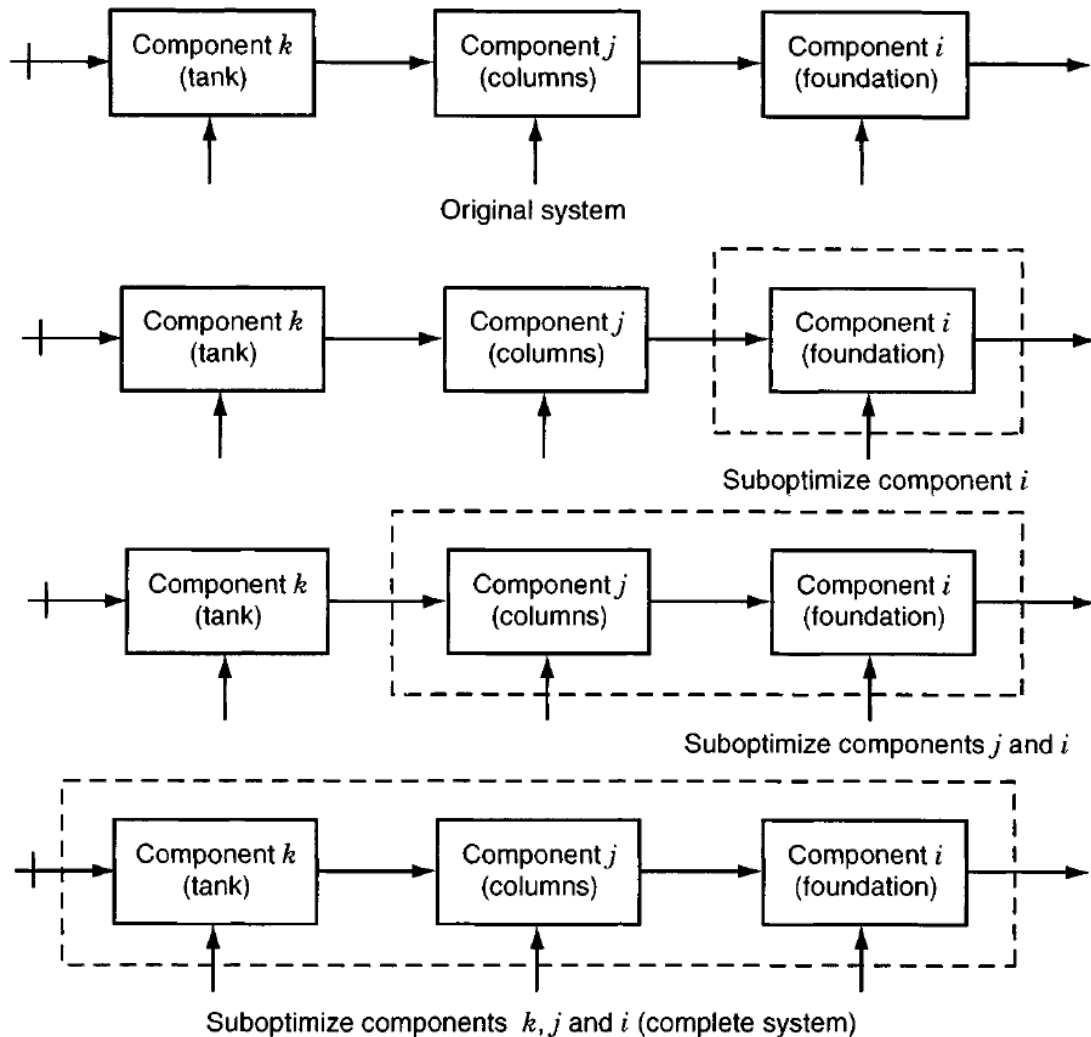 Component k
(tank)
Component j
(columns)
Component i
(foundation)
Original system
Component k
(tank)
Component j
(columns)
Component i
(foundation)
Suboptimize component i
Component k
(tank)
Component j
(columns)
Component i
(foundation)
Suboptimize components j and i
Component k
(tank)
Component j
(columns)
Component i
(foundation)
Suboptimize components k, j and i (complete system)